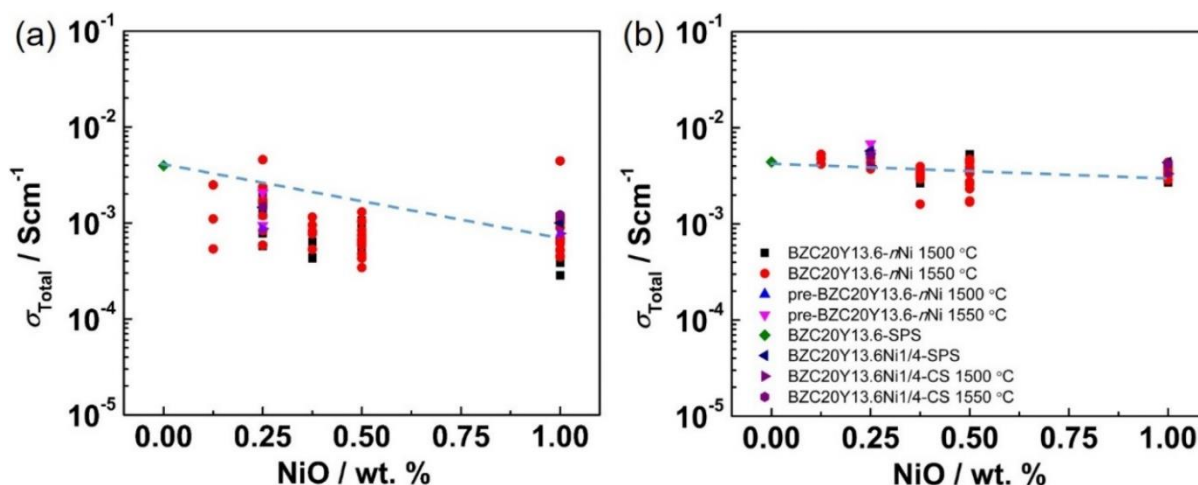 (a)
10⁻¹
10⁻²
10⁻³
10⁻⁴
10⁻⁵
σTotal / Scm⁻¹
0.00 0.25 0.50 1.00
NiO / wt. %
(b)
10⁻¹
10⁻²
10⁻³
10⁻⁴
10⁻⁵
σTotal / Scm⁻¹
BZC20Y13.6-nNi 1500 °C
BZC20Y13.6-nNi 1550 °C
pre-BZC20Y13.6-nNi 1500 °C
pre-BZC20Y13.6-nNi 1550 °C
BZC20Y13.6-SPS
BZC20Y13.6Ni1/4-SPS
BZC20Y13.6Ni1/4-CS 1500 °C
BZC20Y13.6Ni1/4-CS 1550 °C
0.00 0.25 0.50 1.00
NiO / wt. %